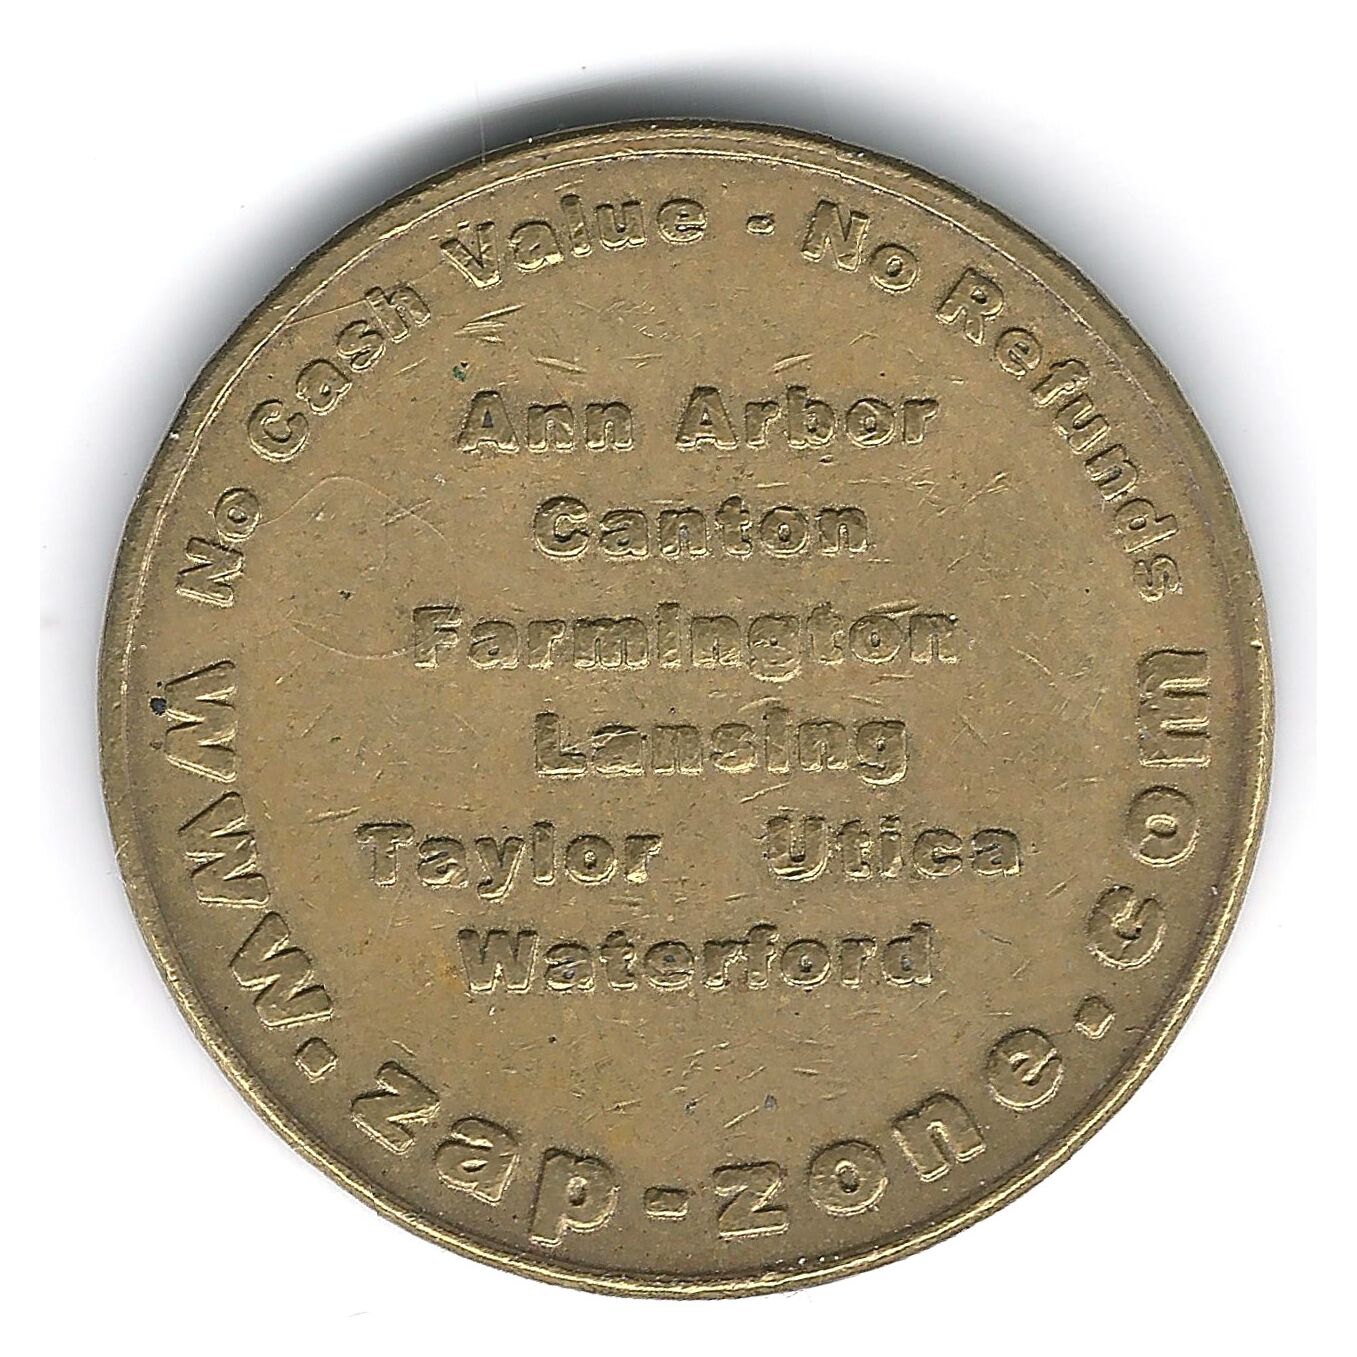 No Cash Value - No Refunds
Ann Arbor
Canton
Farmington
Lansing
Taylor Utica
Waterford
www.zap-zone.com